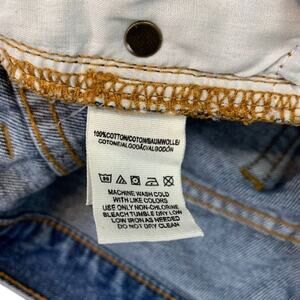 100%COTTON/COTON/BAUMWOLLE/
COTONE/ALGODÃO/ALGODÓN
MACHINE WASH COLD
WITH LIKE COLORS
USE ONLY NON-CHLORINE
BLEACH TUMBLE DRY LOW
LOW IRON AS NEEDED
DO NOT DRY CLEAN